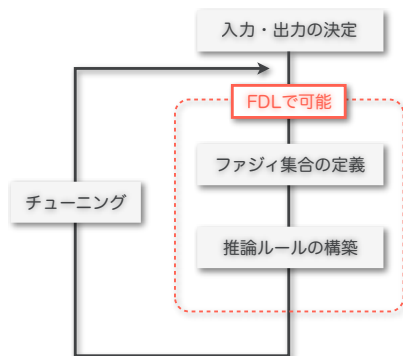 入力・出力の決定
FDLで可能
ファジィ集合の定義
チューニング
推論ルールの構築